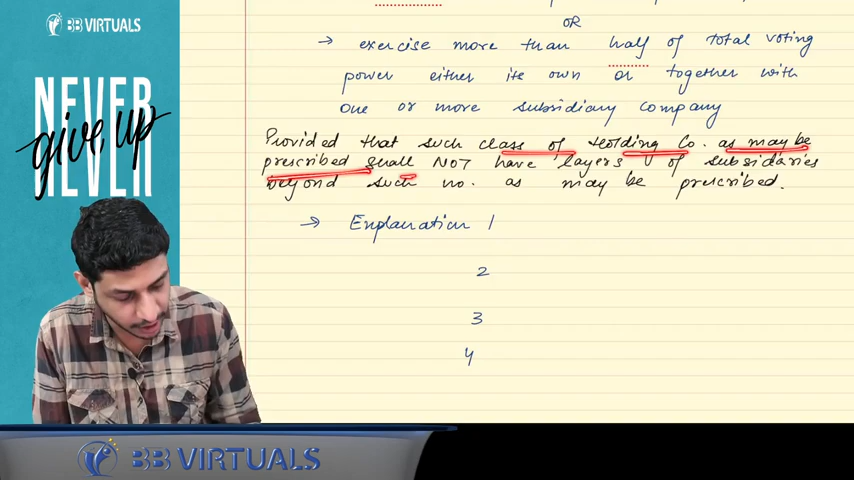 BB VIRTUALS
NEVER
give up
NEVER
OR
→ exercise more than half of total voting
power either its own or together with
one or more subsidiary company
Provided that such class of Holding Co. as may be
prescribed shall NOT have layers of subsidaries
beyond such no. as may be prescribed.
→ Explanation 1
2
3
4
BB VIRTUALS